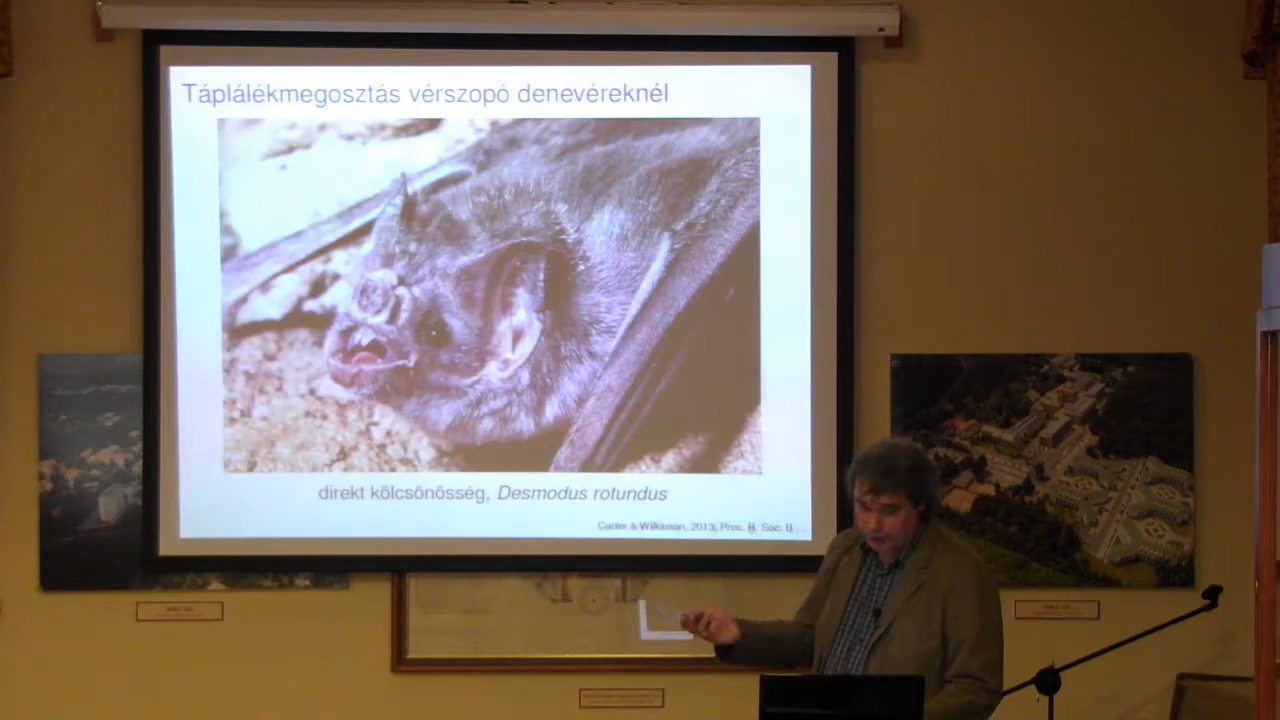 Táplálékmegosztás vérszopó denevéreknél
direkt kölcsönösség, Desmodus rotundus
Carter & Wilkinson, 2013, Proc. R. Soc. B